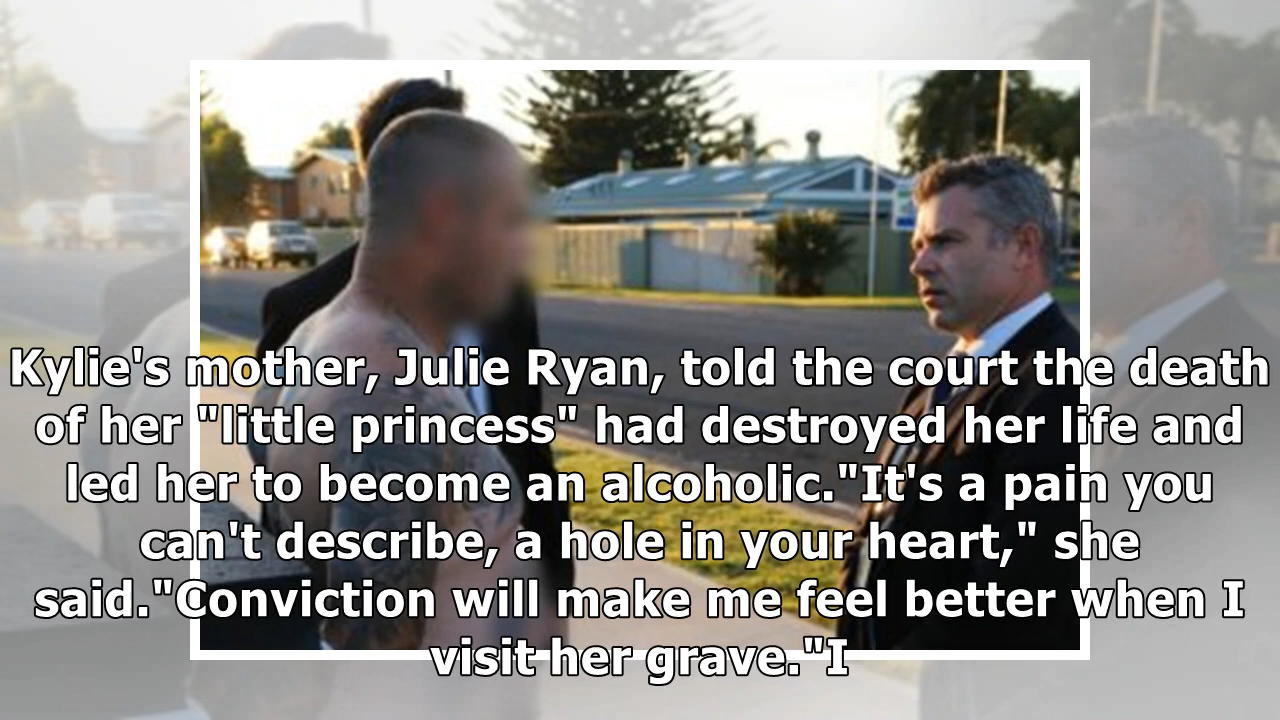 Kylie's mother, Julie Ryan, told the court the death
of her "little princess" had destroyed her life and
led her to become an alcoholic."It's a pain you
can't describe, a hole in your heart," she
said."Conviction will make me feel better when I
visit her grave."I